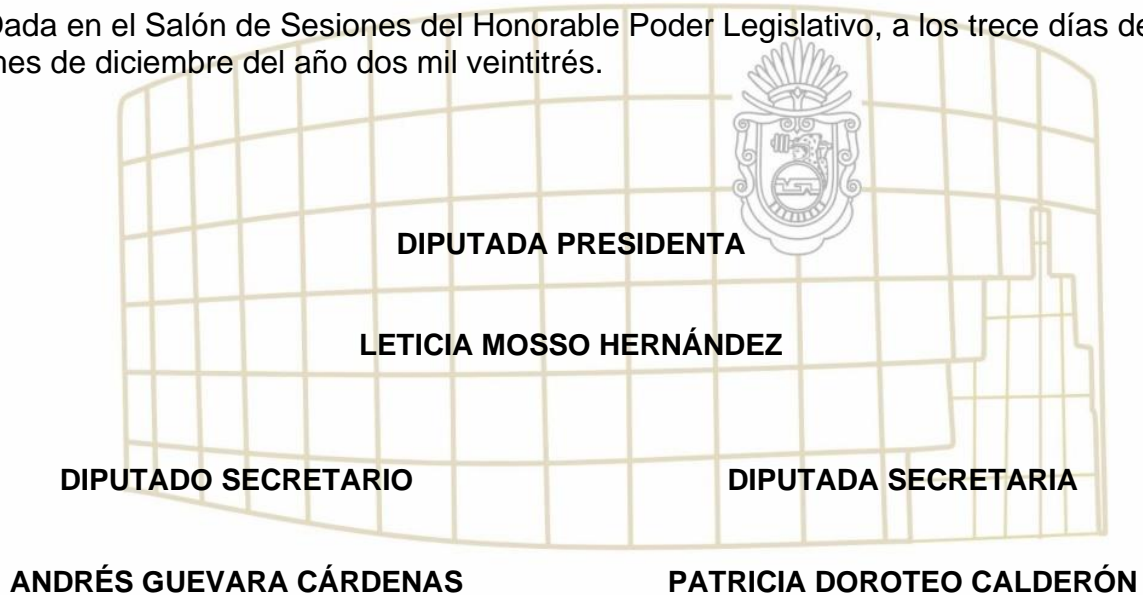 Dada en el Salón de Sesiones del Honorable Poder Legislativo, a los trece días de
mes de diciembre del año dos mil veintitrés.
DIPUTADA PRESIDENTA
LETICIA MOSSO HERNÁNDEZ
DIPUTADO SECRETARIO DIPUTADA SECRETARIA
ANDRÉS GUEVARA CÁRDENAS PATRICIA DOROTEO CALDERÓN